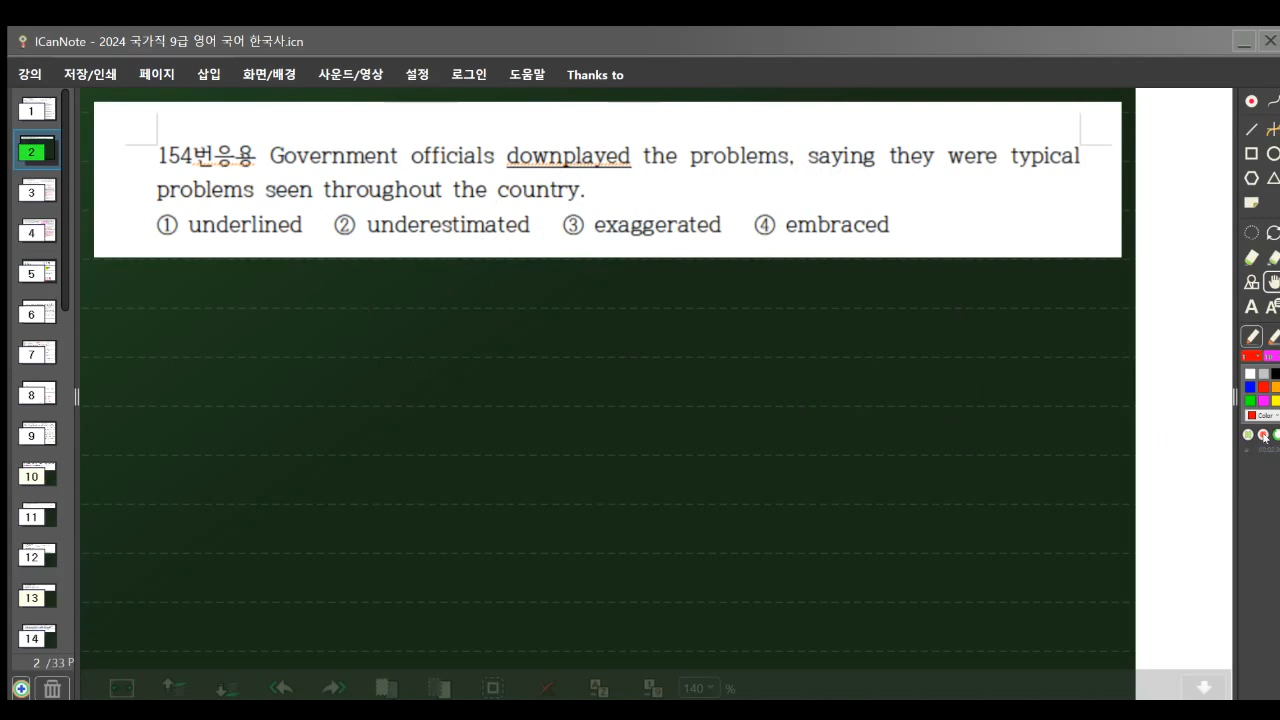 ICanNote - 2024 국가직 9급 영어 국어 한국사.icn
강의 저장/인쇄 페이지 삽입 화면/배경 사운드/영상 설정 로그인 도움말 Thanks to
154번응용 Government officials downplayed the problems, saying they were typical
problems seen throughout the country.
① underlined ② underestimated ③ exaggerated ④ embraced
1
2
3
4
5
6
7
8
9
10
11
12
13
14
2 /33 P
140 %
A
Color